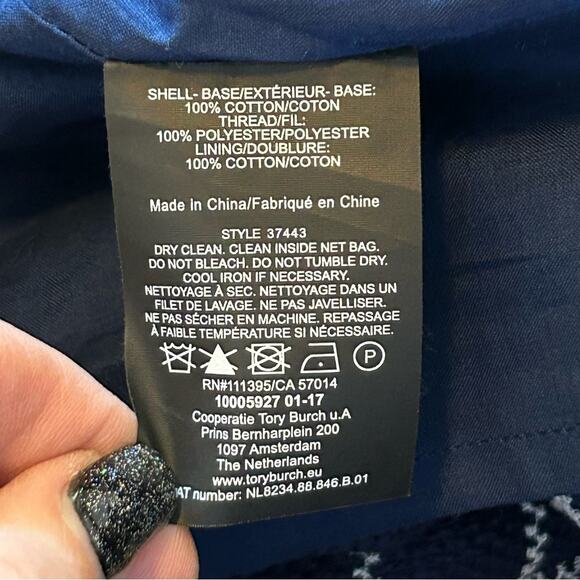 SHELL- BASE/EXTÉRIEUR- BASE:
100% COTTON/COTON
THREAD/FIL:
100% POLYESTER/POLYESTER
LINING/DOUBLURE:
100% COTTON/COTON
Made in China/Fabriqué en Chine
STYLE 37443
DRY CLEAN. CLEAN INSIDE NET BAG.
DO NOT BLEACH. DO NOT TUMBLE DRY.
COOL IRON IF NECESSARY.
NETTOYAGE À SEC. NETTOYAGE DANS UN
FILET DE LAVAGE. NE PAS JAVELLISER.
NE PAS SÉCHER EN MACHINE. REPASSAGE
À FAIBLE TEMPÉRATURE SI NÉCESSAIRE.
P
RN#111395/CA 57014
10005927 01-17
Cooperatie Tory Burch u.A
Prins Bernharplein 200
1097 Amsterdam
The Netherlands
www.toryburch.eu
AT number: NL8234.88.846.B.01